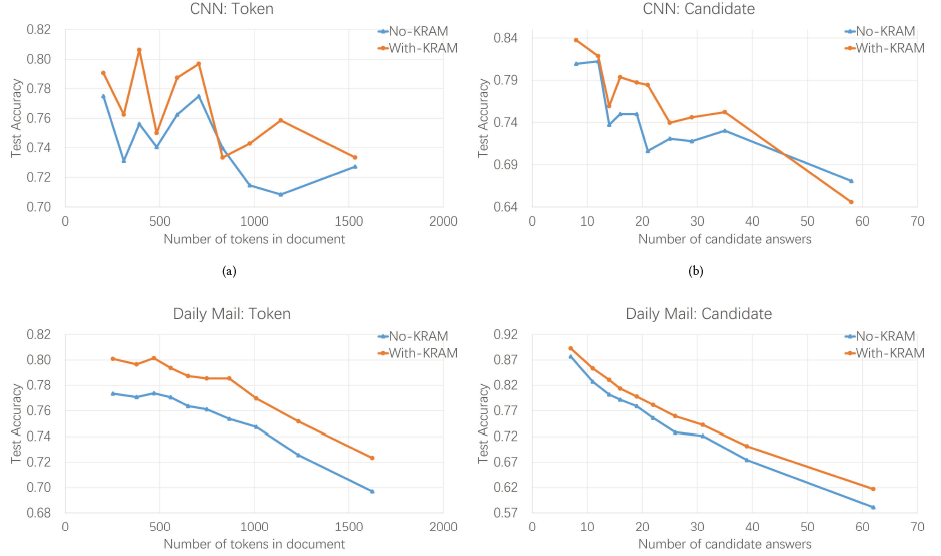 CNN: Token
No-KRAM
With-KRAM
Test Accuracy
0.82
0.80
0.78
0.76
0.74
0.72
0.70
0 500 1000 1500 2000
Number of tokens in document
(a)
CNN: Candidate
No-KRAM
With-KRAM
Test Accuracy
0.84
0.79
0.74
0.69
0.64
0 10 20 30 40 50 60 70
Number of candidate answers
(b)
Daily Mail: Token
No-KRAM
With-KRAM
Test Accuracy
0.82
0.80
0.78
0.76
0.74
0.72
0.70
0.68
0 500 1000 1500 2000
Number of tokens in document
Daily Mail: Candidate
No-KRAM
With-KRAM
Test Accuracy
0.92
0.87
0.82
0.77
0.72
0.67
0.62
0.57
0 10 20 30 40 50 60 70
Number of candidate answers